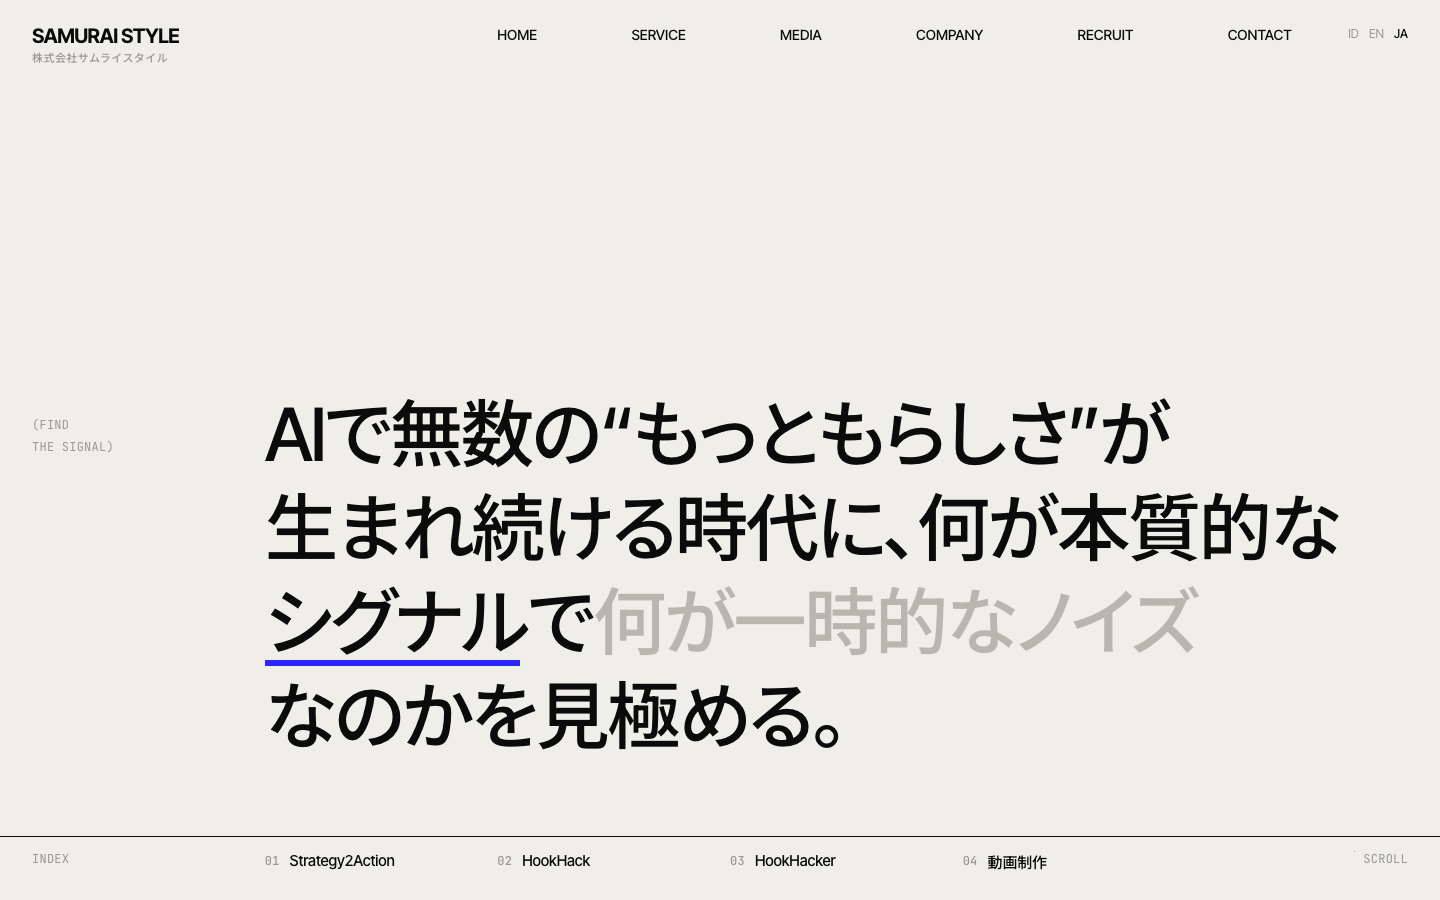 SAMURAI STYLE
株式会社サムライスタイル
HOME SERVICE MEDIA COMPANY RECRUIT CONTACT ID EN JA
(FIND
THE SIGNAL)
AIで無数の“もっともらしさ”が
生まれ続ける時代に、何が本質的な
シグナルで何が一時的なノイズ
なのかを見極める。
INDEX 01 Strategy2Action 02 HookHack 03 HookHacker 04 動画制作 SCROLL